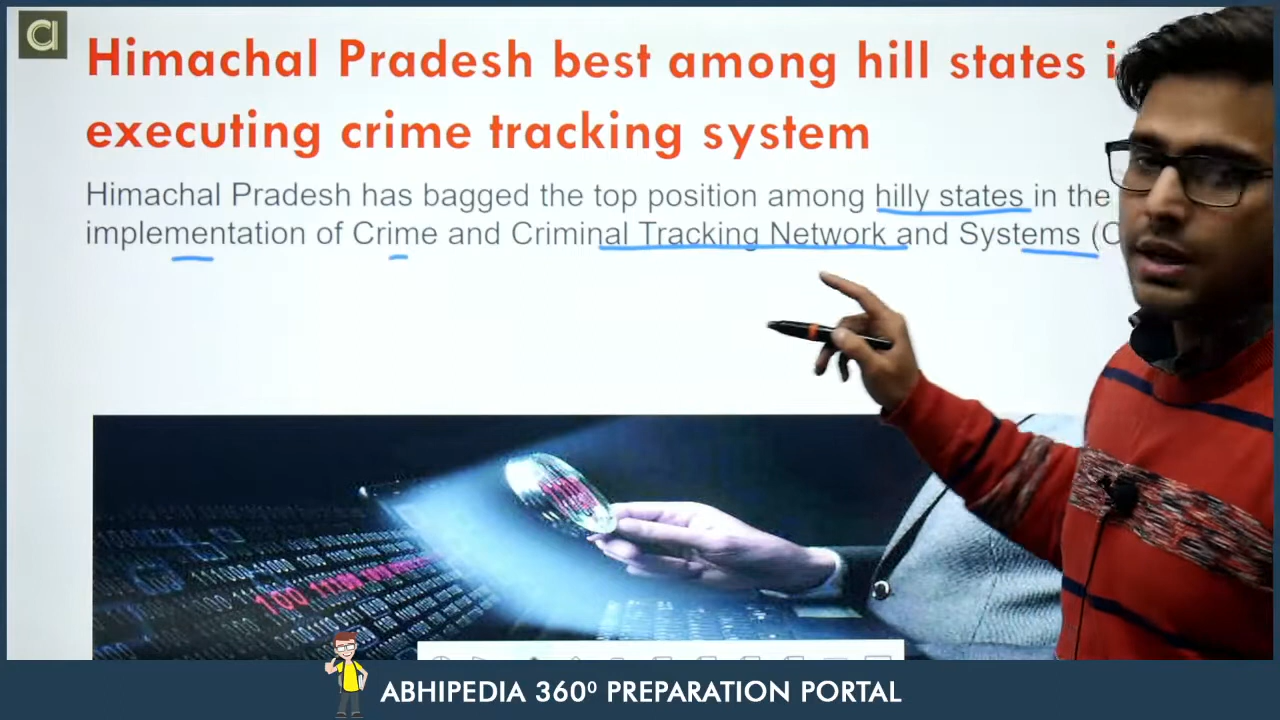 Himachal Pradesh best among hill states i
executing crime tracking system
Himachal Pradesh has bagged the top position among hilly states in the
implementation of Crime and Criminal Tracking Network and Systems (C
ABHIPEDIA 360⁰ PREPARATION PORTAL